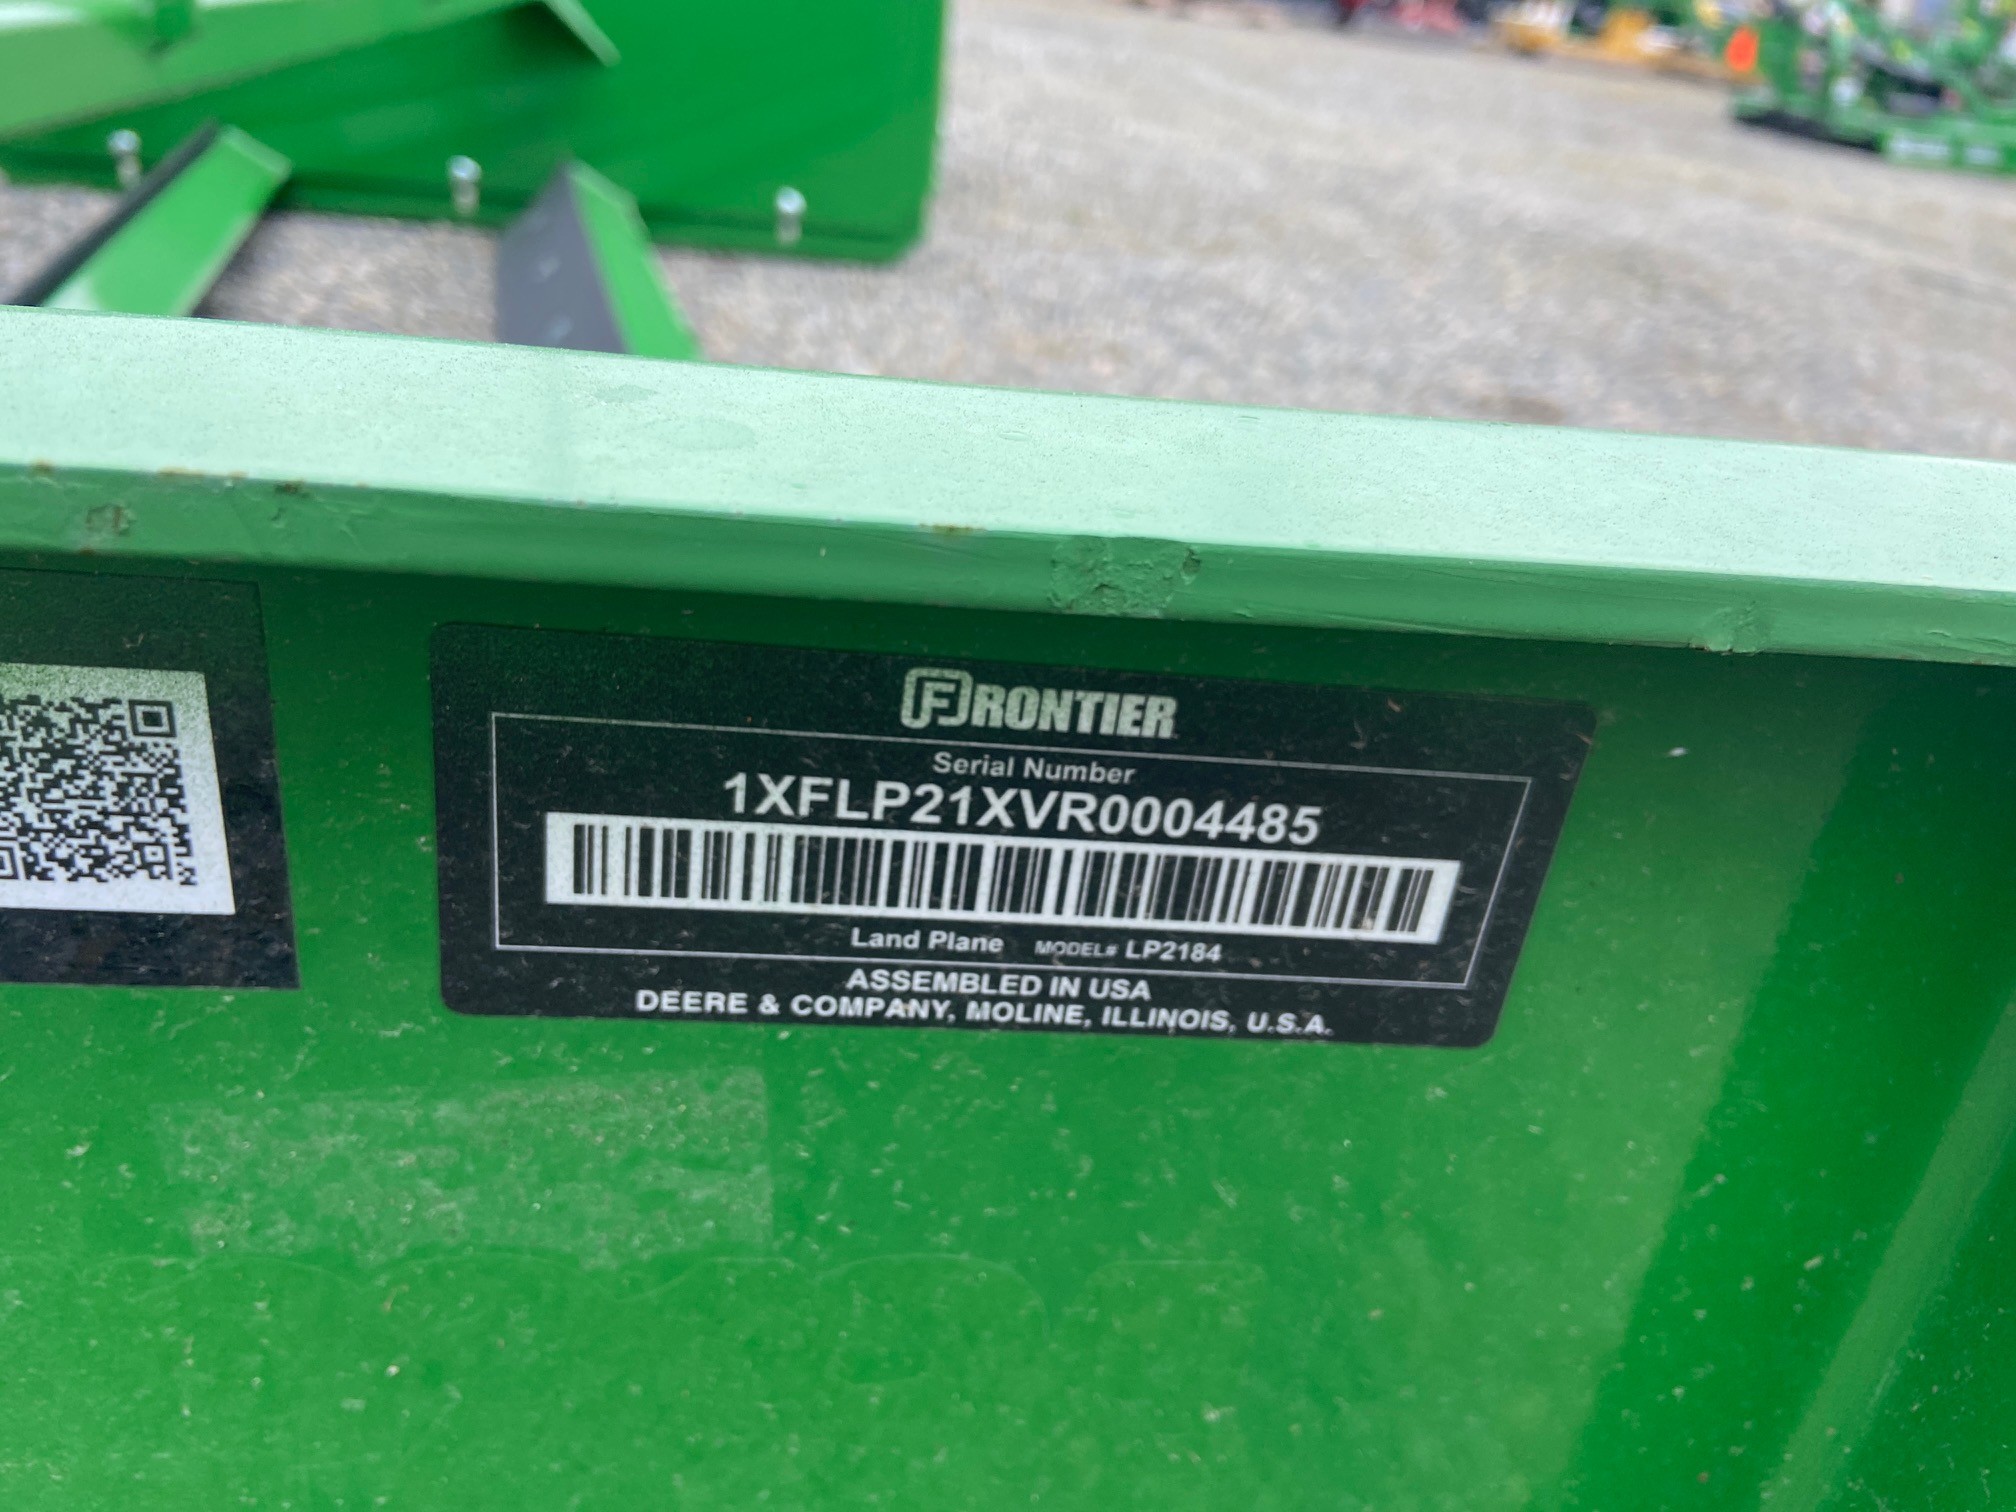 FRONTIER
Serial Number
1XFLP21XVR0004485
Land Plane MODEL# LP2184
ASSEMBLED IN USA
DEERE & COMPANY, MOLINE, ILLINOIS, U.S.A.